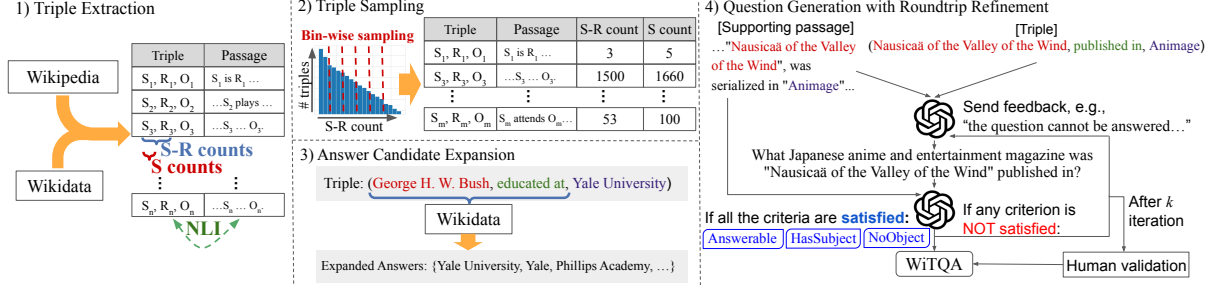 1) Triple Extraction
Wikipedia
Wikidata
Triple Passage
S1, R1, O1 S1 is R1 ...
S2, R2, O2 ...S2 plays ...
S3, R3, O3 ...S3 ... O3.
S-R counts
S counts
Sn, Rn, On ...Sn ... On.
NLI
2) Triple Sampling
Bin-wise sampling
# triples
S-R count
Triple Passage S-R count S count
S1, R1, O1 S1 is R1 ... 3 5
S3, R3, O3 ...S3 ... O3. 1500 1660
Sm, Rm, Om Sm attends Om... 53 100
3) Answer Candidate Expansion
Triple: (George H. W. Bush, educated at, Yale University)
Wikidata
Expanded Answers: {Yale University, Yale, Phillips Academy, ...}
4) Question Generation with Roundtrip Refinement
[Supporting passage]
..."Nausicaä of the Valley
of the Wind", was
serialized in "Animage"...
[Triple]
(Nausicaä of the Valley of the Wind, published in, Animage)
Send feedback, e.g.,
"the question cannot be answered..."
What Japanese anime and entertainment magazine was
"Nausicaä of the Valley of the Wind" published in?
If all the criteria are satisfied:
Answerable HasSubject NoObject
If any criterion is
NOT satisfied:
After k
iteration
WiTQA
Human validation